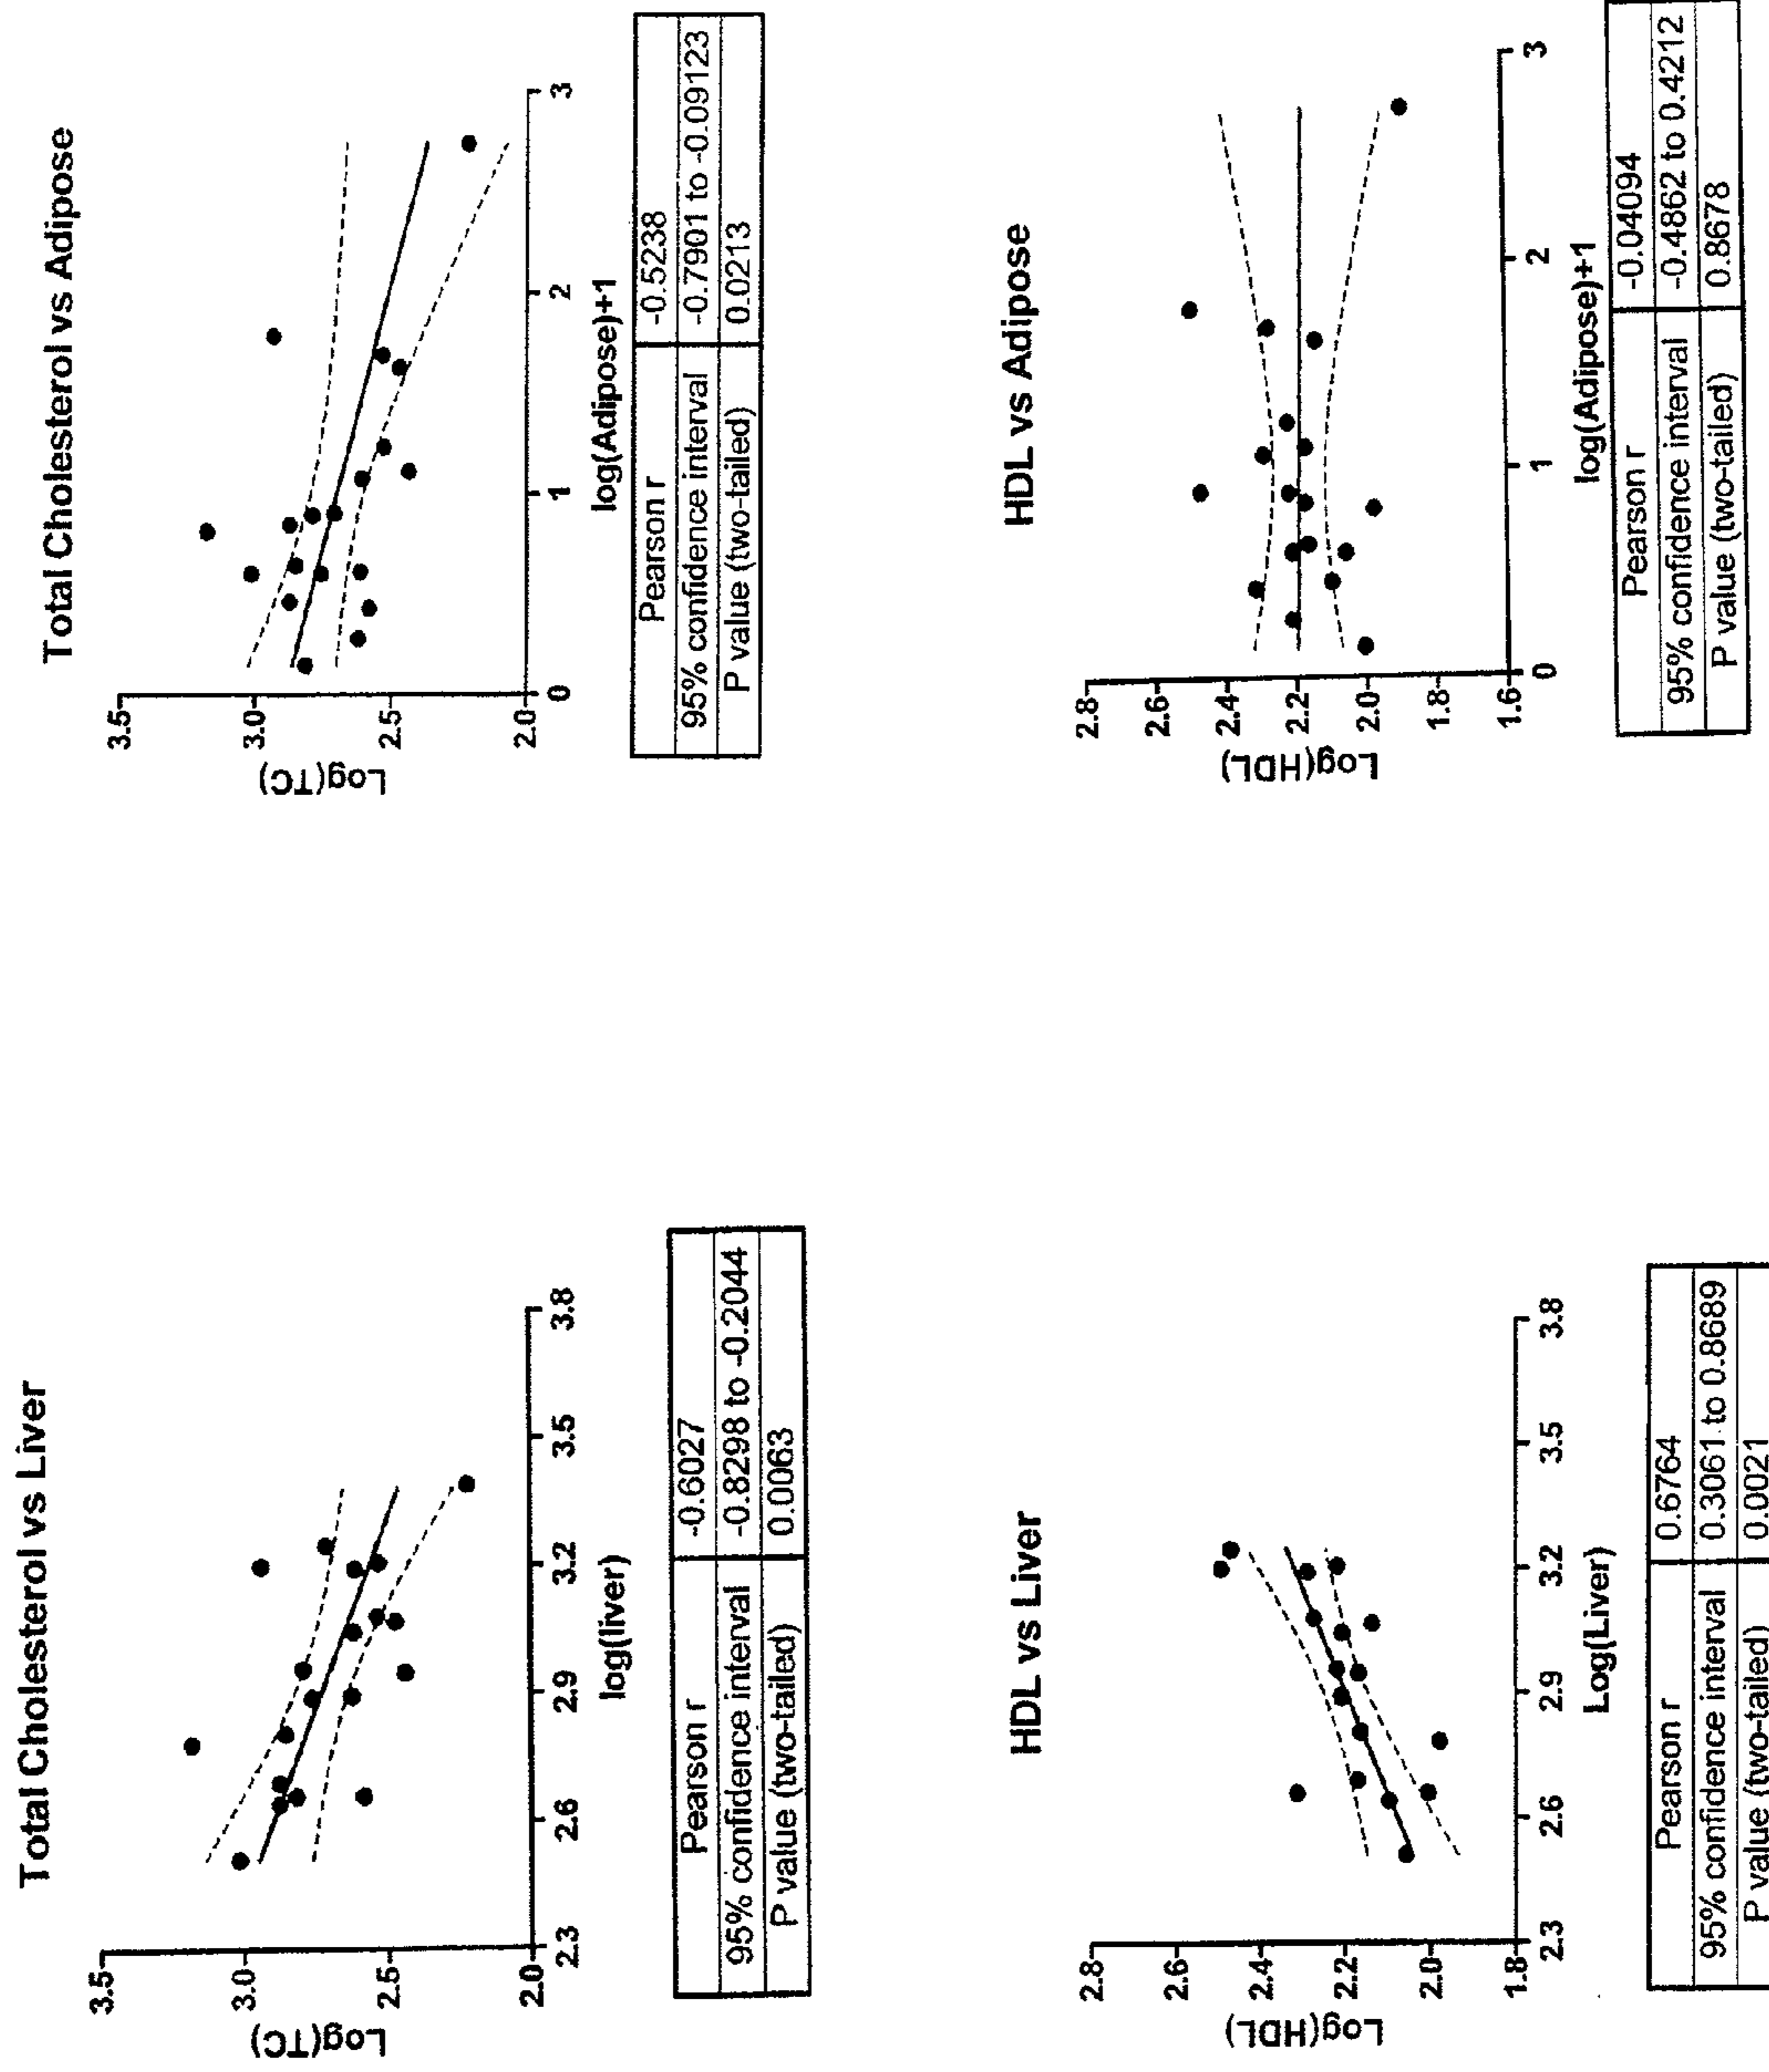 Total Cholesterol vs Liver
3.5
3.0
2.5
2.0
Log(TC)
2.3 2.6 2.9 3.2 3.5 3.8
log(liver)
Pearson r -0.6027
95% confidence interval -0.8298 to -0.2044
P value (two-tailed) 0.0063
Total Cholesterol vs Adipose
3.5
3.0
2.5
2.0
Log(TC)
0 1 2 3
log(Adipose)+1
Pearson r -0.5238
95% confidence interval -0.7901 to -0.09123
P value (two-tailed) 0.0213
HDL vs Liver
2.8
2.6
2.4
2.2
2.0
1.8
Log(HDL)
2.3 2.6 2.9 3.2 3.5 3.8
Log(Liver)
Pearson r 0.6764
95% confidence interval 0.3061 to 0.8689
P value (two-tailed) 0.0021
HDL vs Adipose
2.8
2.6
2.4
2.2
2.0
1.8
1.6
Log(HDL)
0 1 2 3
log(Adipose)+1
Pearson r -0.04094
95% confidence interval -0.4862 to 0.4212
P value (two-tailed) 0.8678